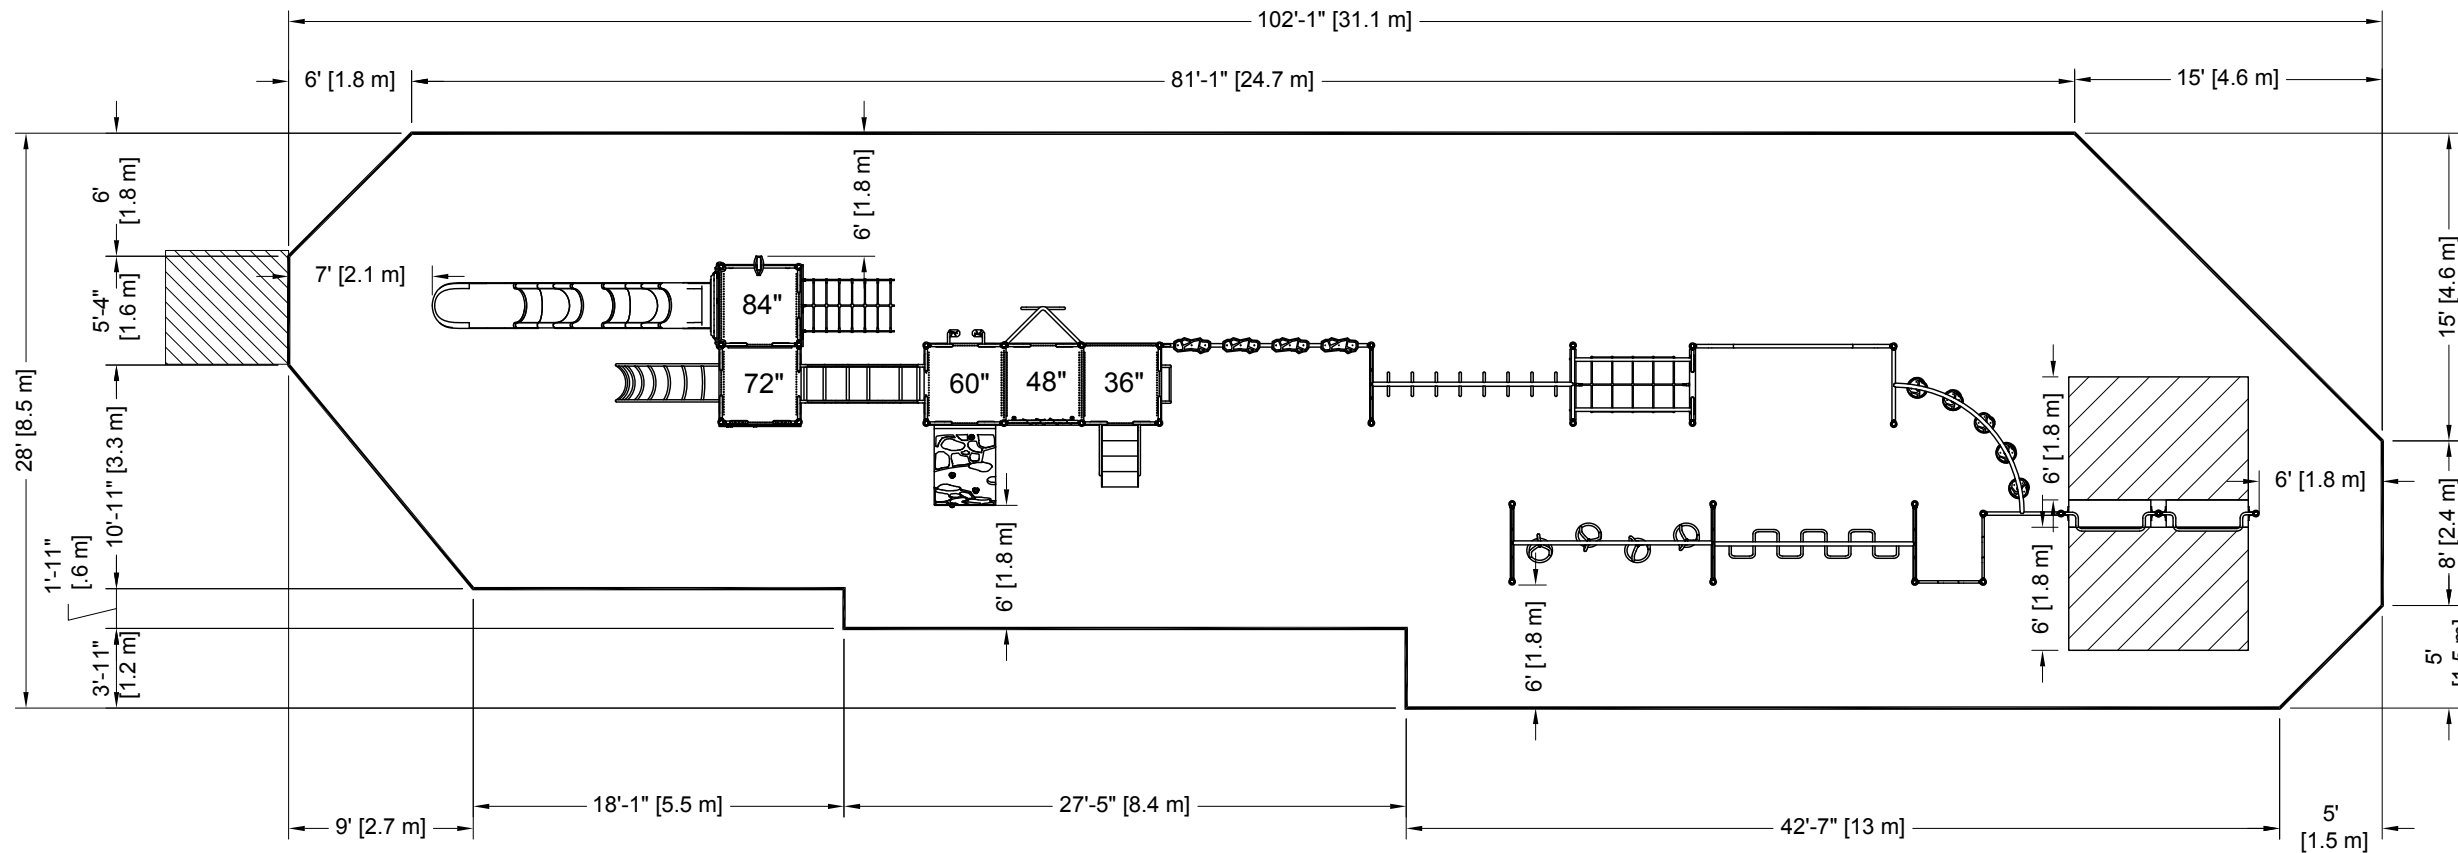 102'-1" [31.1 m]
6' [1.8 m]
81'-1" [24.7 m]
15' [4.6 m]
28' [8.5 m]
6'
[1.8 m]
5'-4"
[1.6 m]
10'-11" [3.3 m]
1'-11"
[.6 m]
3'-11"
[1.2 m]
7' [2.1 m]
6' [1.8 m]
84"
72"
60"
48"
36"
6' [1.8 m]
6' [1.8 m]
6' [1.8 m]
6' [1.8 m]
6' [1.8 m]
15' [4.6 m]
8' [2.4 m]
5'
18'-1" [5.5 m]
27'-5" [8.4 m]
9' [2.7 m]
42'-7" [13 m]
5'
[1.5 m]